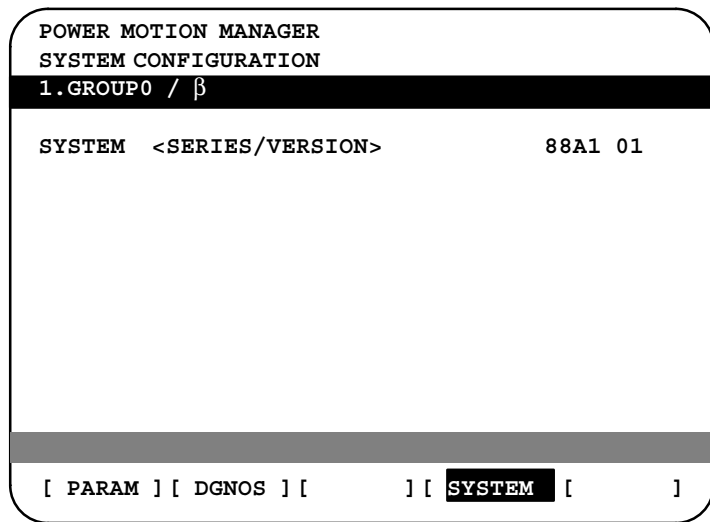 POWER MOTION MANAGER
SYSTEM CONFIGURATION
1.GROUP0 / β
SYSTEM <SERIES/VERSION> 88A1 01
[ PARAM ] [ DGNOS ] [ ] [ SYSTEM [ ]